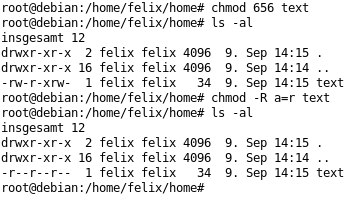 root@debian:/home/felix/home# chmod 656 text
root@debian:/home/felix/home# ls -al
insgesamt 12
drwxr-xr-x  2 felix felix 4096  9. Sep 14:15 .
drwxr-xr-x 16 felix felix 4096  9. Sep 14:14 ..
-rw-r-xrw-  1 felix felix   34  9. Sep 14:15 text
root@debian:/home/felix/home# chmod -R a=r text
root@debian:/home/felix/home# ls -al
insgesamt 12
drwxr-xr-x  2 felix felix 4096  9. Sep 14:15 .
drwxr-xr-x 16 felix felix 4096  9. Sep 14:14 ..
-r--r--r--  1 felix felix   34  9. Sep 14:15 text
root@debian:/home/felix/home#